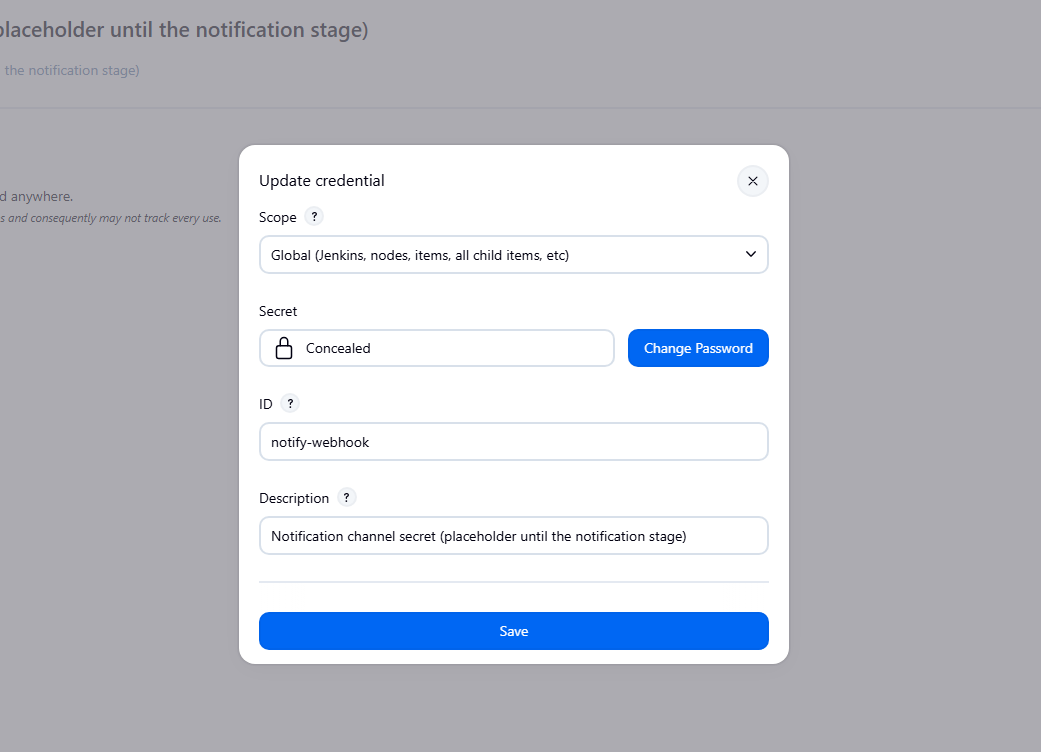 placeholder until the notification stage)
the notification stage)
d anywhere.
s and consequently may not track every use.
Update credential
Scope ?
Global (Jenkins, nodes, items, all child items, etc)
Secret
Concealed
Change Password
ID ?
notify-webhook
Description ?
Notification channel secret (placeholder until the notification stage)
Save